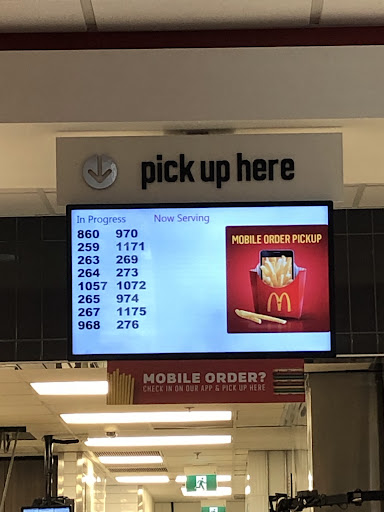 pick up here
In Progress Now Serving
860 970
259 1171
263 269
264 273
1057 1072
265 974
267 1175
968 276
MOBILE ORDER PICKUP
MOBILE ORDER?
CHECK IN ON OUR APP & PICK UP HERE